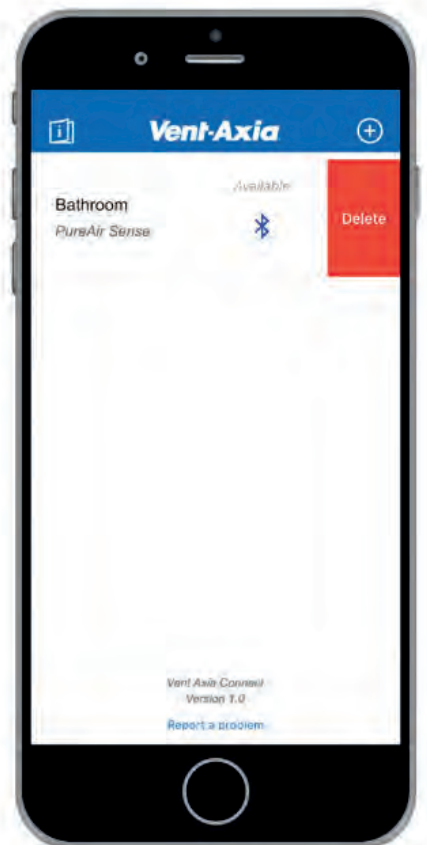 Vent-Axia
Available
Bathroom
PureAir Sense
Delete
Vent Axia Connect
Version 1.0
Report a problem